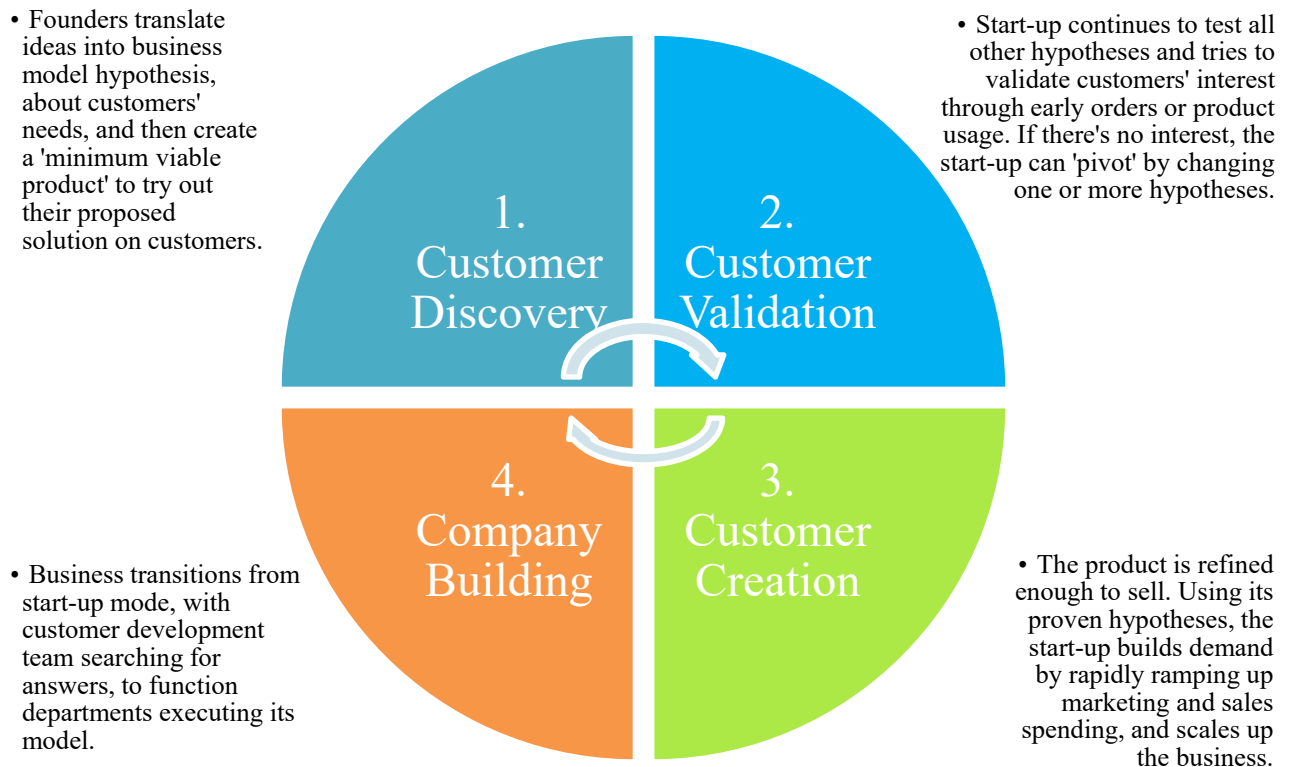 • Founders translate
ideas into business
model hypothesis,
about customers'
needs, and then create
a 'minimum viable
product' to try out
their proposed
solution on customers.
• Start-up continues to test all
other hypotheses and tries to
validate customers' interest
through early orders or product
usage. If there's no interest, the
start-up can 'pivot' by changing
one or more hypotheses.
1.
Customer
Discovery
2.
Customer
Validation
4.
Company
Building
3.
Customer
Creation
• Business transitions from
start-up mode, with
customer development
team searching for
answers, to function
departments executing its
model.
• The product is refined
enough to sell. Using its
proven hypotheses, the
start-up builds demand
by rapidly ramping up
marketing and sales
spending, and scales up
the business.